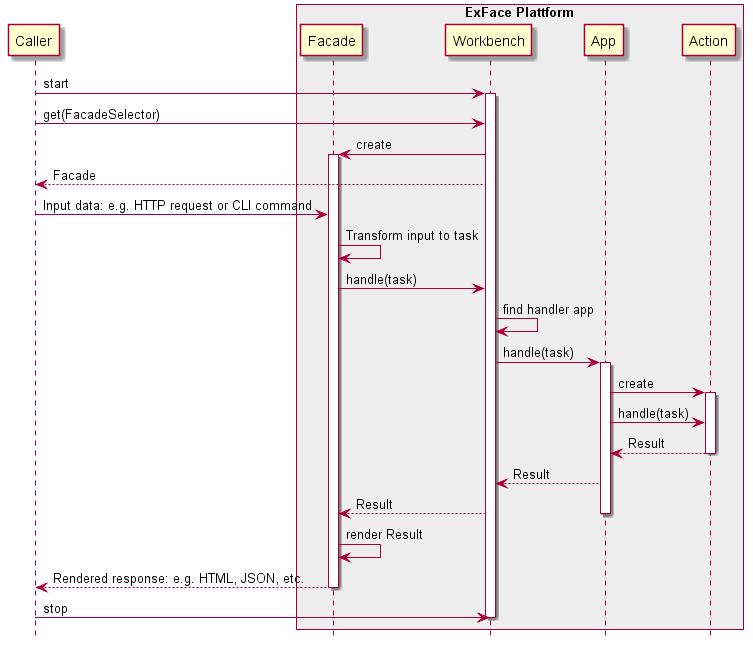 ExFace Plattform
Caller
Facade
Workbench
App
Action
start
get(FacadeSelector)
create
Facade
Input data: e.g. HTTP request or CLI command
Transform input to task
handle(task)
find handler app
handle(task)
create
handle(task)
Result
Result
Result
render Result
Rendered response: e.g. HTML, JSON, etc.
stop